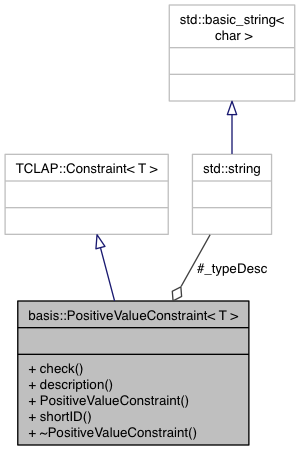 std::basic_string<
char >
TCLAP::Constraint< T >
std::string
#_typeDesc
basis::PositiveValueConstraint< T >
+ check()
+ description()
+ PositiveValueConstraint()
+ shortID()
+ ~PositiveValueConstraint()